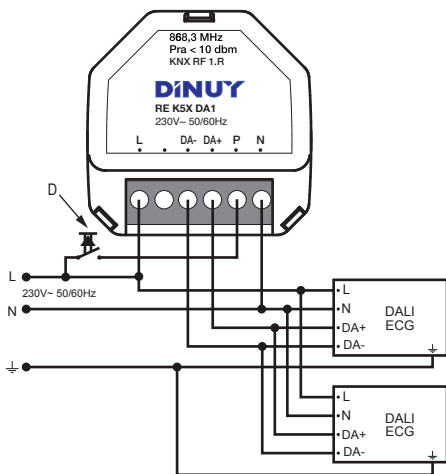 868,3 MHz
Pra < 10 dbm
KNX RF 1.R
DiNUY
RE K5X DA1
230V~ 50/60Hz
L . DA- DA+ P N
D
L
230V~ 50/60Hz
N
L
N
DA+
DA-
DALI
ECG
L
N
DA+
DA-
DALI
ECG